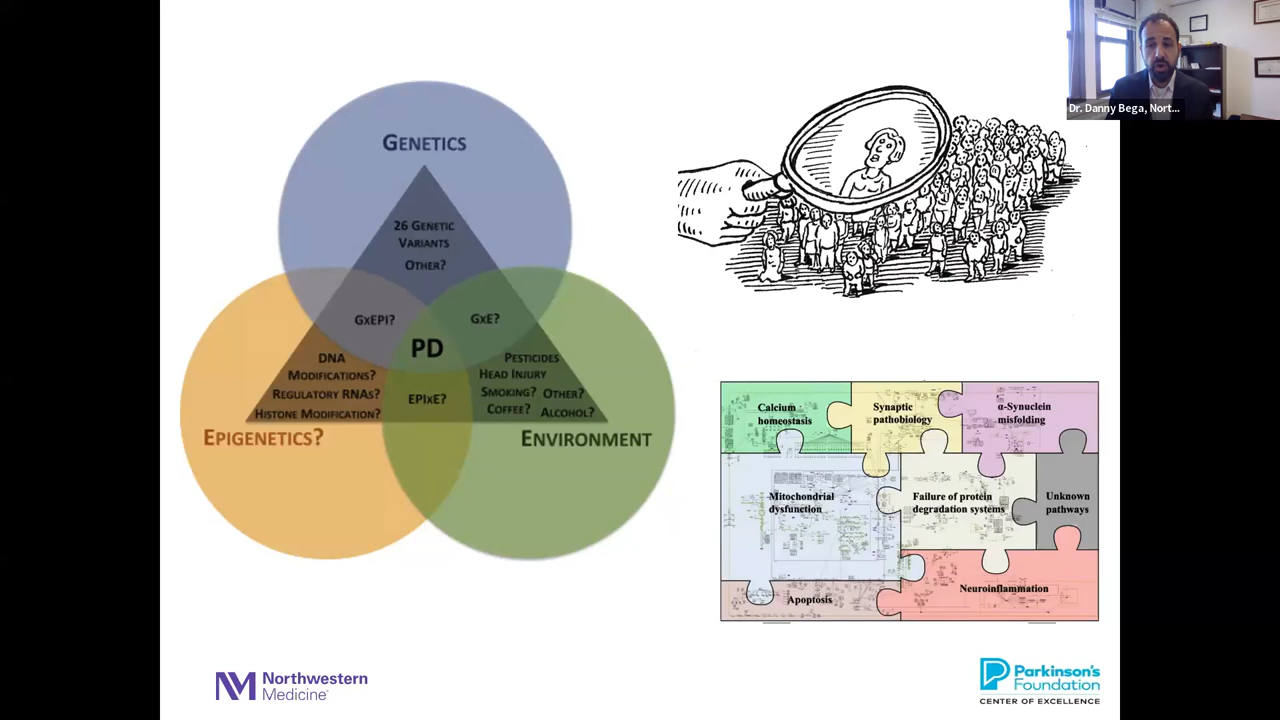 Dr. Danny Bega, Nort...
GENETICS
26 GENETIC
VARIANTS
OTHER?
GxEPI?
GxE?
PD
DNA
MODIFICATIONS?
REGULATORY RNAS?
HISTONE MODIFICATION?
EPIxE?
PESTICIDES
HEAD INJURY
SMOKING? OTHER?
COFFEE? ALCOHOL?
EPIGENETICS?
ENVIRONMENT
Calcium
homeostasis
Synaptic
pathobiology
α-Synuclein
misfolding
Mitochondrial
dysfunction
Failure of protein
degradation systems
Unknown
pathways
Apoptosis
Neuroinflammation
NM Northwestern
Medicine®
Parkinson's
Foundation
CENTER OF EXCELLENCE